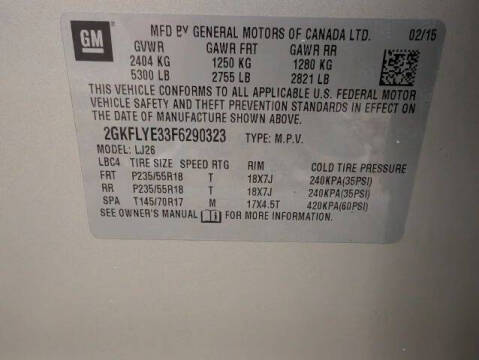 GM
MFD BY GENERAL MOTORS OF CANADA LTD. 02/15
GVWR GAWR FRT GAWR RR
2404 KG 1250 KG 1280 KG
5300 LB 2755 LB 2821 LB
THIS VEHICLE CONFORMS TO ALL APPLICABLE U.S. FEDERAL MOTOR
VEHICLE SAFETY AND THEFT PREVENTION STANDARDS IN EFFECT ON
THE DATE OF MANUFACTURE SHOWN ABOVE.
2GKFLYE33F6290323 TYPE: M.P.V.
MODEL: LJ26
LBC4 TIRE SIZE SPEED RTG RIM COLD TIRE PRESSURE
FRT P235/55R18 T 18X7J 240KPA(35PSI)
RR P235/55R18 T 18X7J 240KPA(35PSI)
SPA T145/70R17 M 17X4.5T 420KPA(60PSI)
SEE OWNER'S MANUAL FOR MORE INFORMATION.